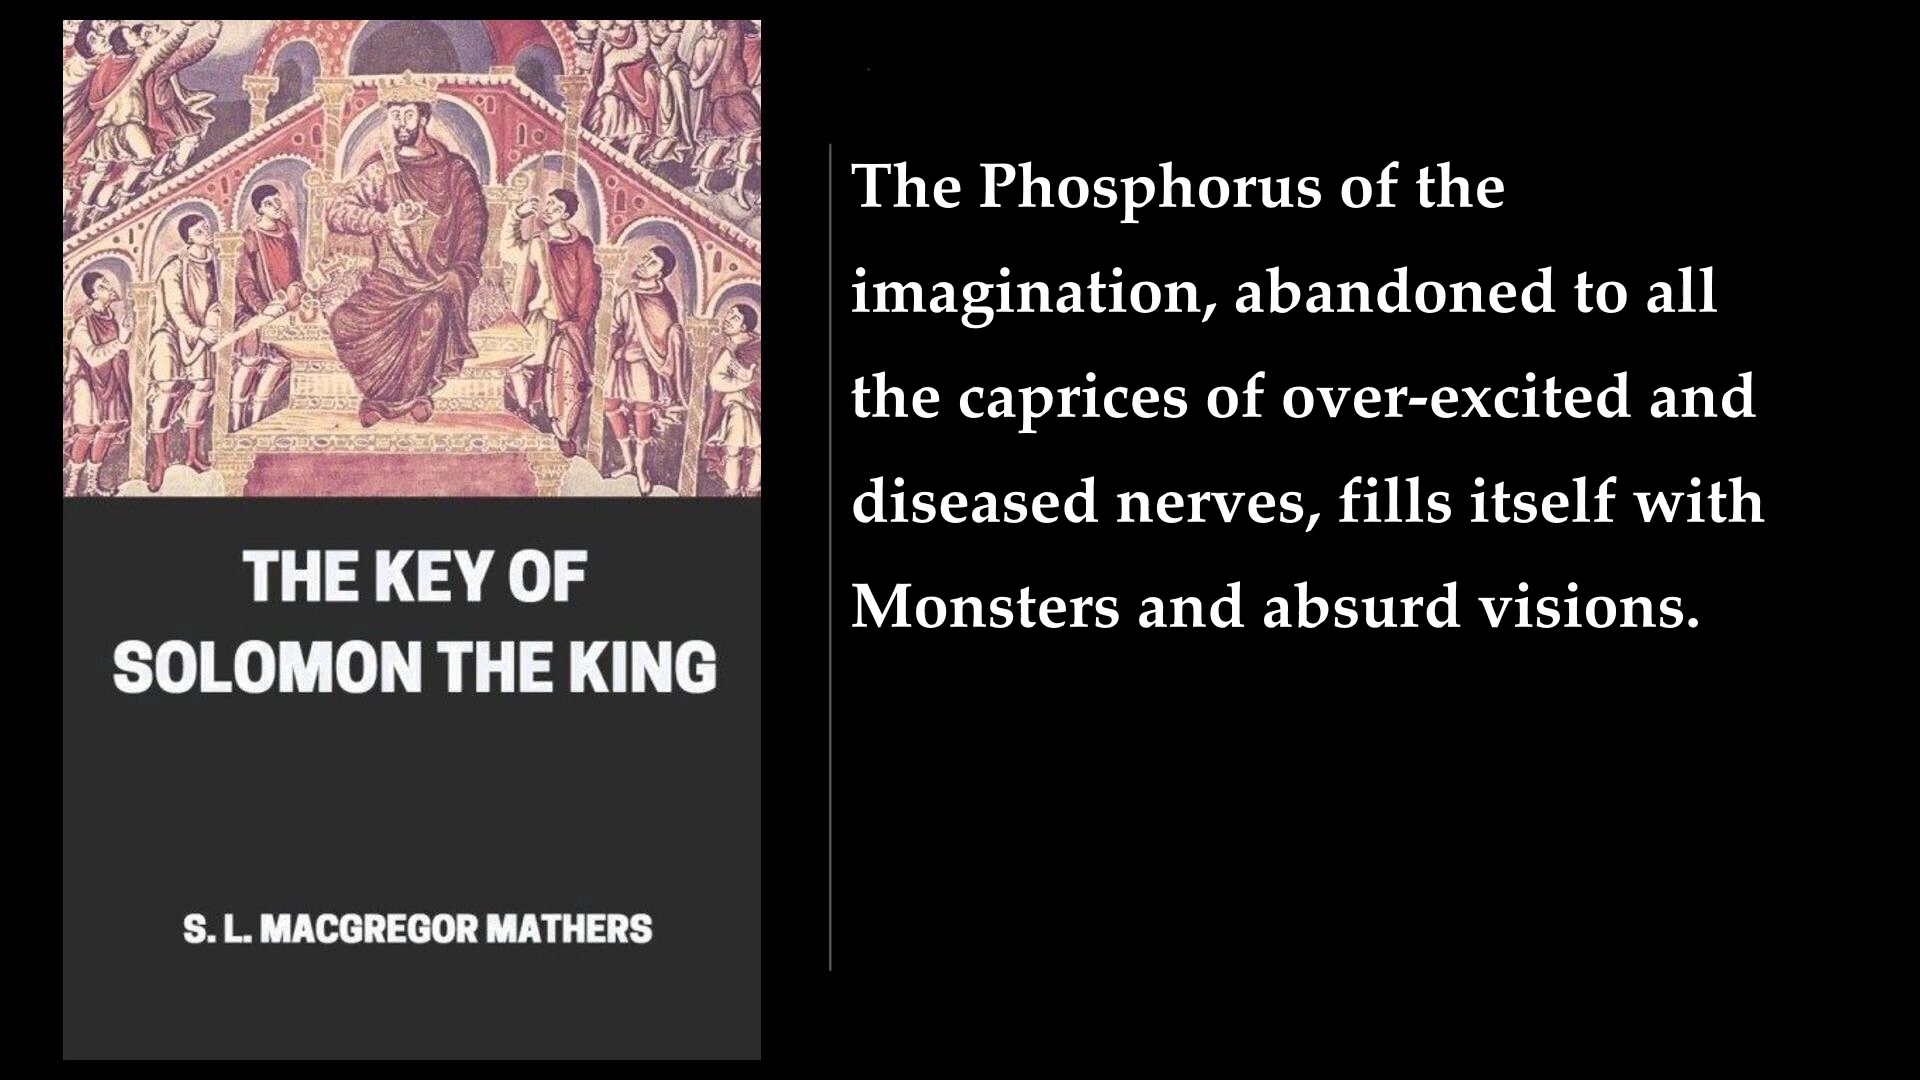 THE KEY OF
SOLOMON THE KING
S. L. MACGREGOR MATHERS
The Phosphorus of the
imagination, abandoned to all
the caprices of over-excited and
diseased nerves, fills itself with
Monsters and absurd visions.